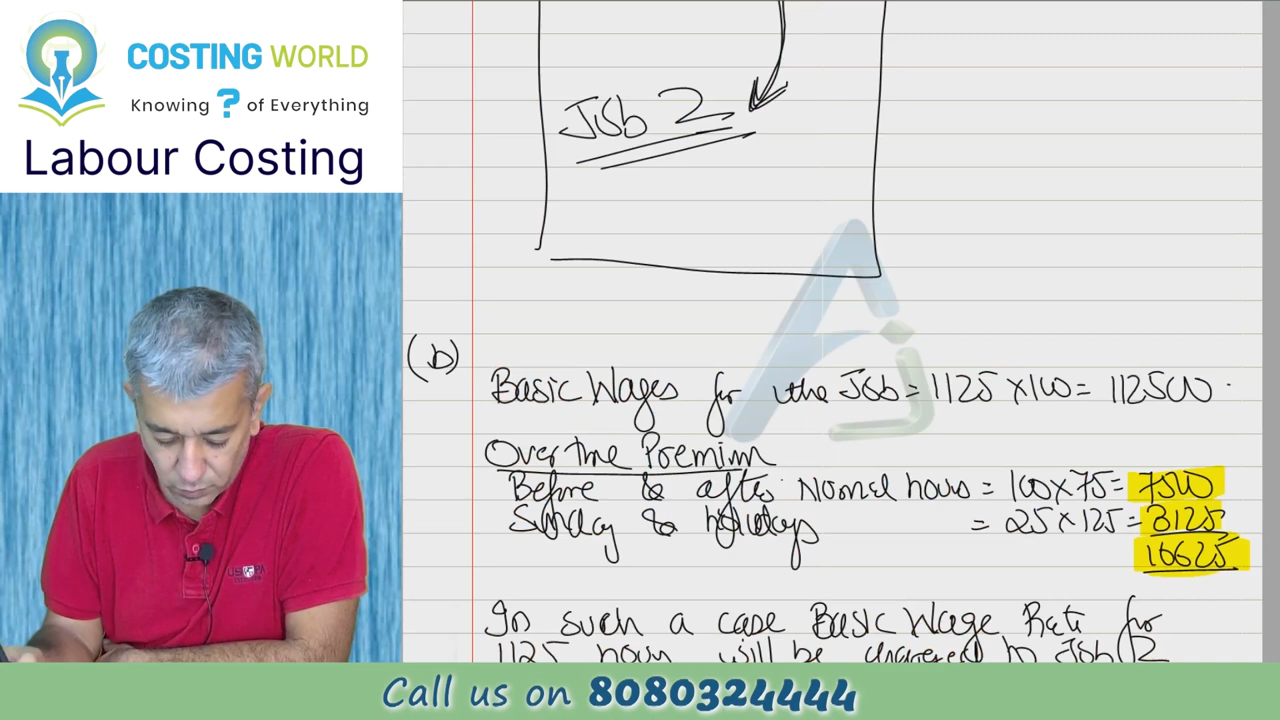 COSTING WORLD
Knowing ? of Everything
Labour Costing
Job 2
(b)
Basic Wages for the Job = 1125 x 100 = 112500
Overtime Premium
Before & after Normal hours = 100 x 75 = 7500
Sunday & holidays = 25 x 125 = 3125
10625
In such a case Basic Wage Rate for
1125 hours will be charged to Job 2
Call us on 8080324444